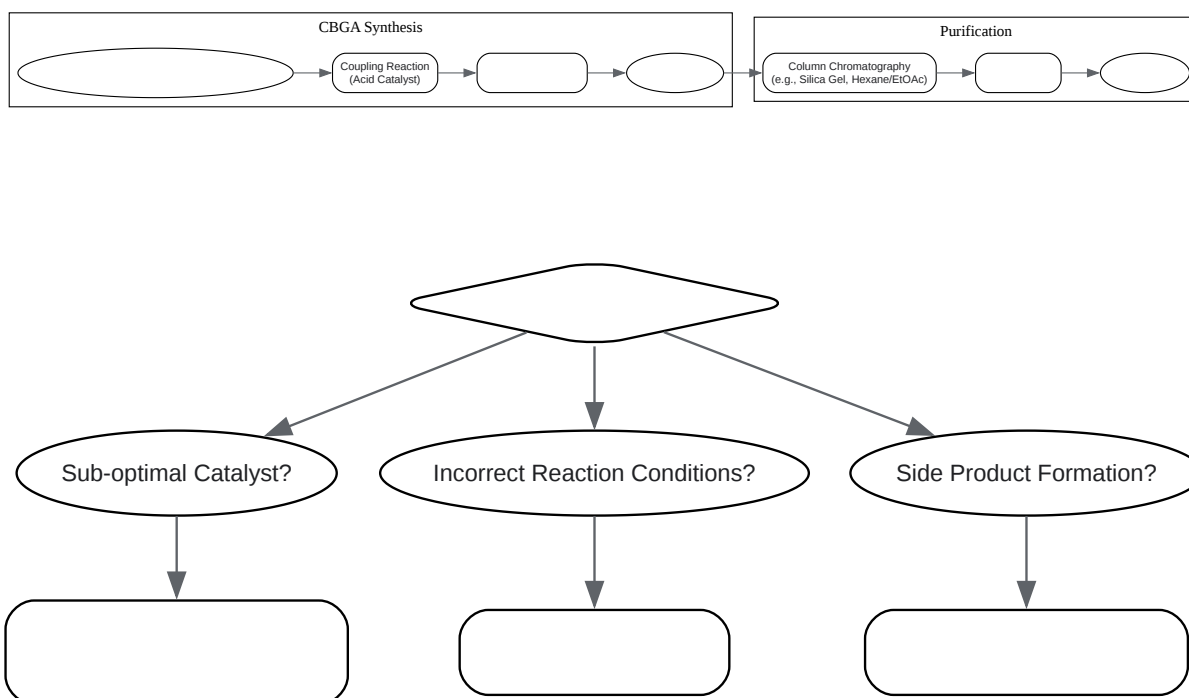 CBGA Synthesis
Purification
Coupling Reaction
(Acid Catalyst)
Column Chromatography
(e.g., Silica Gel, Hexane/EtOAc)
Sub-optimal Catalyst?
Incorrect Reaction Conditions?
Side Product Formation?